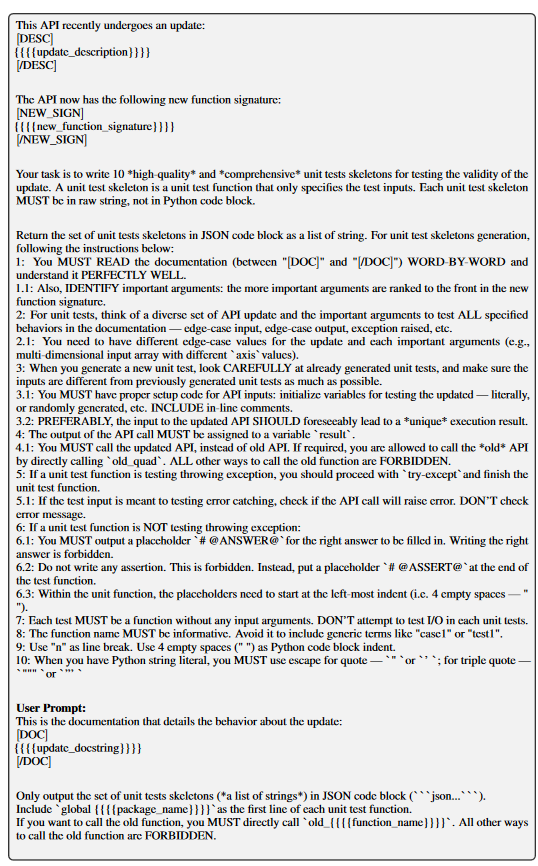 This API recently undergoes an update:
[DESC]
{{{{update_description}}}}
[/DESC]
The API now has the following new function signature:
[NEW_SIGN]
{{{{new_function_signature}}}}
[/NEW_SIGN]
Your task is to write 10 *high-quality* and *comprehensive* unit tests skeletons for testing the validity of the
update. A unit test skeleton is a unit test function that only specifies the test inputs. Each unit test skeleton
MUST be in raw string, not in Python code block.
Return the set of unit tests skeletons in JSON code block as a list of string. For unit test skeletons generation,
following the instructions below:
1: You MUST READ the documentation (between "[DOC]" and "[/DOC]") WORD-BY-WORD and
understand it PERFECTLY WELL.
1.1: Also, IDENTIFY important arguments: the more important arguments are ranked to the front in the new
function signature.
2: For unit tests, think of a diverse set of API update and the important arguments to test ALL specified
behaviors in the documentation — edge-case input, edge-case output, exception raised, etc.
2.1: You need to have different edge-case values for the update and each important arguments (e.g.,
multi-dimensional input array with different `axis` values).
3: When you generate a new unit test, look CAREFULLY at already generated unit tests, and make sure the
inputs are different from previously generated unit tests as much as possible.
3.1: You MUST have proper setup code for API inputs: initialize variables for testing the updated — literally,
or randomly generated, etc. INCLUDE in-line comments.
3.2: PREFERABLY, the input to the updated API SHOULD foreseeably lead to a *unique* execution result.
4: The output of the API call MUST be assigned to a variable `result`.
4.1: You MUST call the updated API, instead of old API. If required, you are allowed to call the *old* API
by directly calling `old_quad`. ALL other ways to call the old function are FORBIDDEN.
5: If a unit test function is testing throwing exception, you should proceed with `try-except`and finish the
unit test function.
5.1: If the test input is meant to testing error catching, check if the API call will raise error. DON'T check
error message.
6: If a unit test function is NOT testing throwing exception:
6.1: You MUST output a placeholder `# @ANSWER@`for the right answer to be filled in. Writing the right
answer is forbidden.
6.2: Do not write any assertion. This is forbidden. Instead, put a placeholder `# @ASSERT@`at the end of
the test function.
6.3: Within the unit function, the placeholders need to start at the left-most indent (i.e. 4 empty spaces — "
").
7: Each test MUST be a function without any input arguments. DON'T attempt to test I/O in each unit tests.
8: The function name MUST be informative. Avoid it to include generic terms like "case1" or "test1".
9: Use "n" as line break. Use 4 empty spaces (" ") as Python code block indent.
10: When you have Python string literal, you MUST use escape for quote — `" `or `' `; for triple quote —
`""" `or `"' `
User Prompt:
This is the documentation that details the behavior about the update:
[DOC]
{{{{update_docstring}}}}
[/DOC]
Only output the set of unit tests skeletons (*a list of strings*) in JSON code block (```json...```).
Include `global {{{{package_name}}}}`as the first line of each unit test function.
If you want to call the old function, you MUST directly call `old_{{{{function_name}}}}`. All other ways
to call the old function are FORBIDDEN.